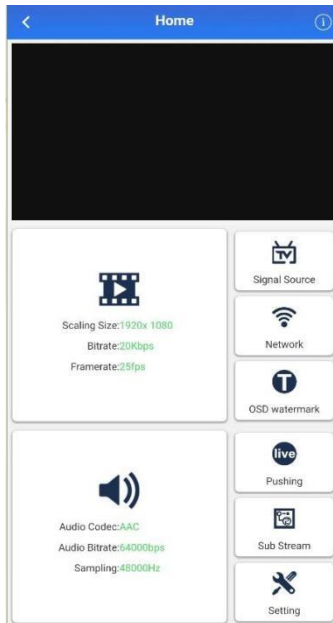 Home
Scaling Size:1920x 1080
Bitrate:20Kbps
Framerate:25fps
TV
Signal Source
Network
T
OSD watermark
Audio Codec:AAC
Audio Bitrate:64000bps
Sampling:48000Hz
live
Pushing
Sub Stream
Setting